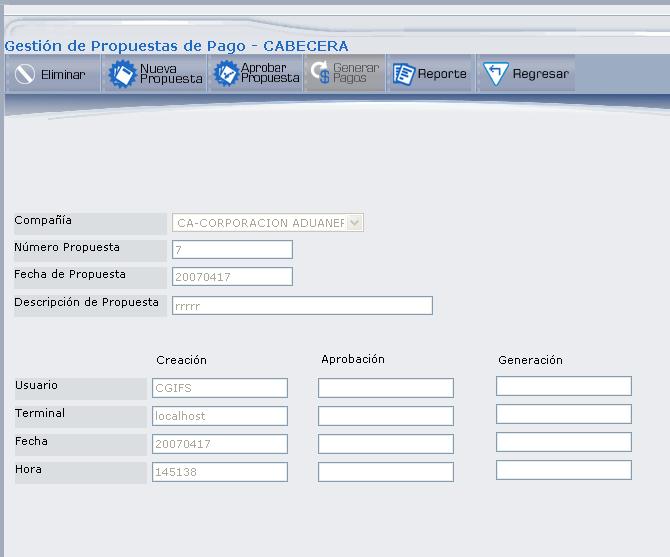 Gestión de Propuestas de Pago - CABECERA
Eliminar Nueva Propuesta Aprobar Propuesta Generar Pagos Reporte Regresar
Compañía CA-CORPORACION ADUANEF
Número Propuesta 7
Fecha de Propuesta 20070417
Descripción de Propuesta rrrrr
Creación Aprobación Generación
Usuario CGIFS
Terminal localhost
Fecha 20070417
Hora 145138